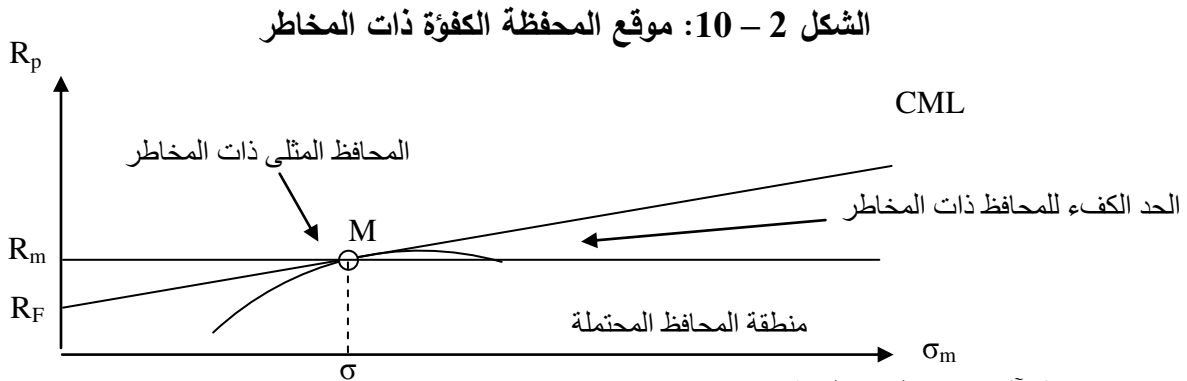 الشكل 2 – 10: موقع المحفظة الكفؤة ذات المخاطر
Rp
CML
المحافظ المثلى ذات المخاطر
الحد الكفء للمحافظ ذات المخاطر
M
Rm
RF
منطقة المحافظ المحتملة
σm
σ